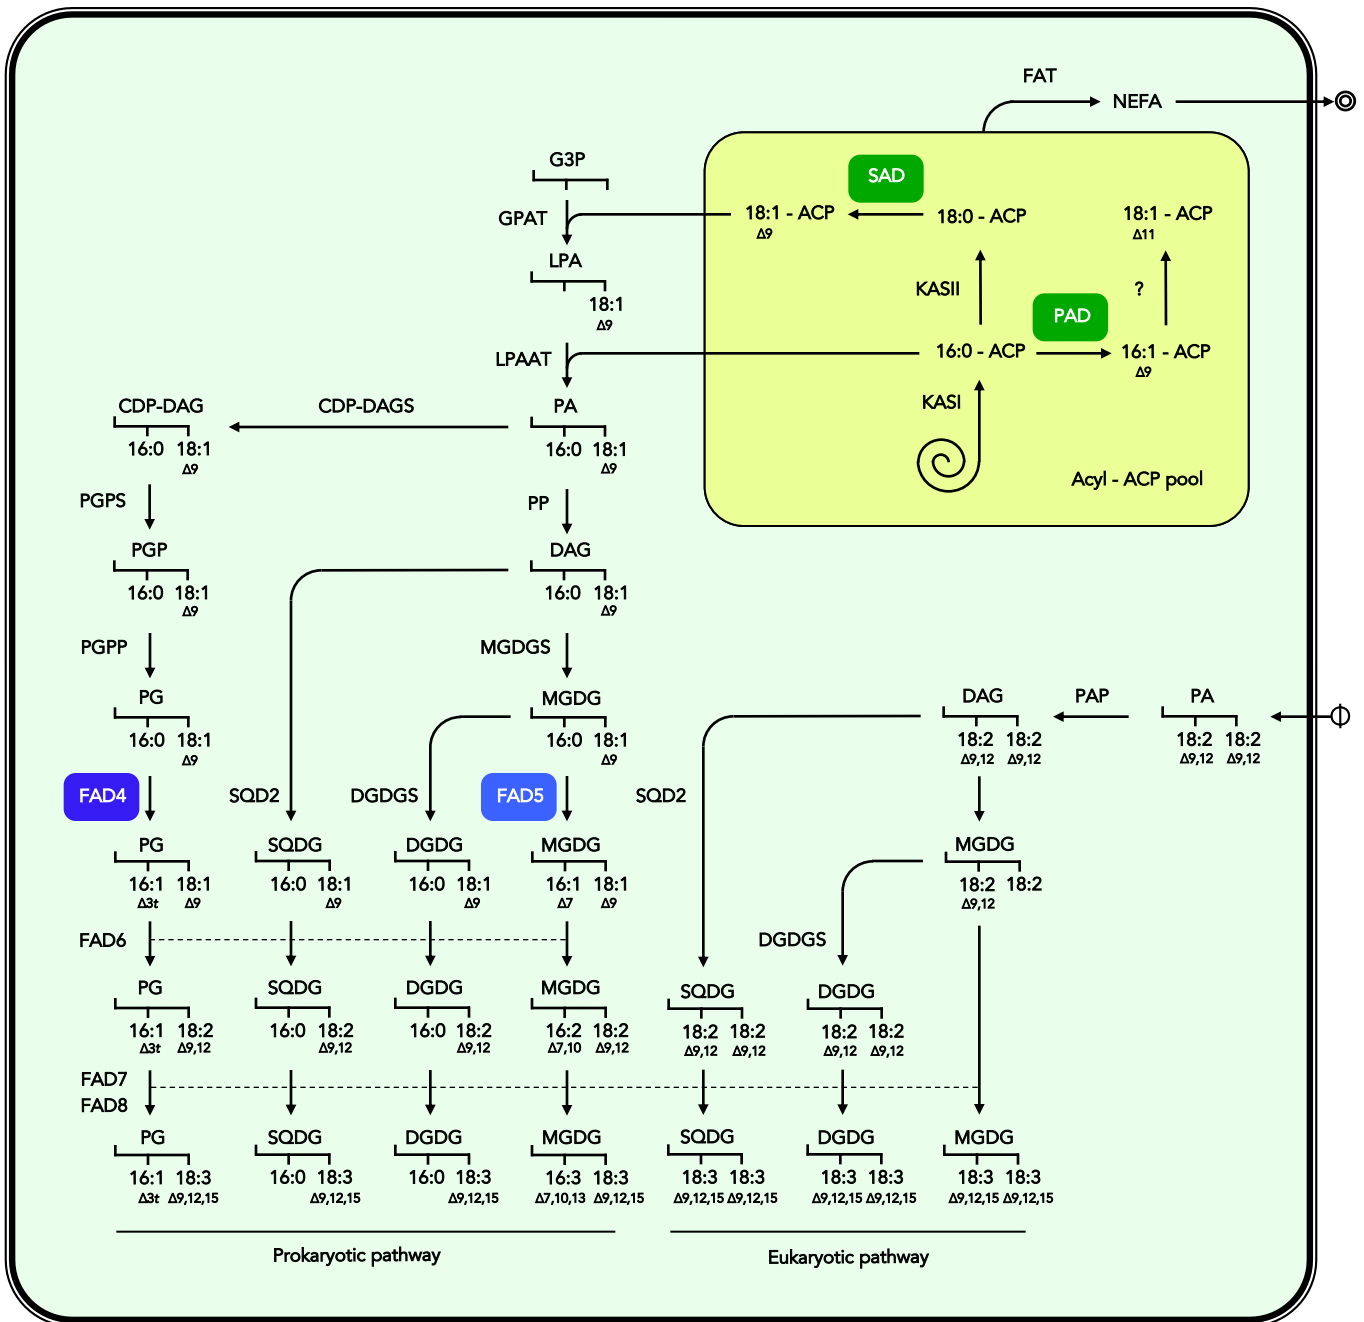 FAT
NEFA
G3P
SAD
GPAT
18:1 - ACP
Δ9
18:0 - ACP
18:1 - ACP
Δ11
LPA
18:1
Δ9
KASII
PAD
?
LPAAT
16:0 - ACP
16:1 - ACP
Δ9
KASI
Acyl - ACP pool
CDP-DAG
16:0 18:1
Δ9
CDP-DAGS
PA
16:0 18:1
Δ9
PGPS
PP
PGP
16:0 18:1
Δ9
DAG
16:0 18:1
Δ9
PGPP
MGDGS
PG
16:0 18:1
Δ9
MGDG
16:0 18:1
Δ9
DAG
18:2 18:2
Δ9,12 Δ9,12
PAP
PA
18:2 18:2
Δ9,12 Δ9,12
FAD4
SQD2
DGDGS
FAD5
SQD2
PG
16:1 18:1
Δ3t Δ9
SQDG
16:0 18:1
Δ9
DGDG
16:0 18:1
Δ9
MGDG
16:1 18:1
Δ7 Δ9
MGDG
18:2 18:2
Δ9,12
FAD6
DGDGS
PG
16:1 18:2
Δ3t Δ9,12
SQDG
16:0 18:2
Δ9,12
DGDG
16:0 18:2
Δ9,12
MGDG
16:2 18:2
Δ7,10 Δ9,12
SQDG
18:2 18:2
Δ9,12 Δ9,12
DGDG
18:2 18:2
Δ9,12 Δ9,12
FAD7
FAD8
PG
16:1 18:3
Δ3t Δ9,12,15
SQDG
16:0 18:3
Δ9,12,15
DGDG
16:0 18:3
Δ9,12,15
MGDG
16:3 18:3
Δ7,10,13 Δ9,12,15
SQDG
18:3 18:3
Δ9,12,15 Δ9,12,15
DGDG
18:3 18:3
Δ9,12,15 Δ9,12,15
MGDG
18:3 18:3
Δ9,12,15 Δ9,12,15
Prokaryotic pathway
Eukaryotic pathway